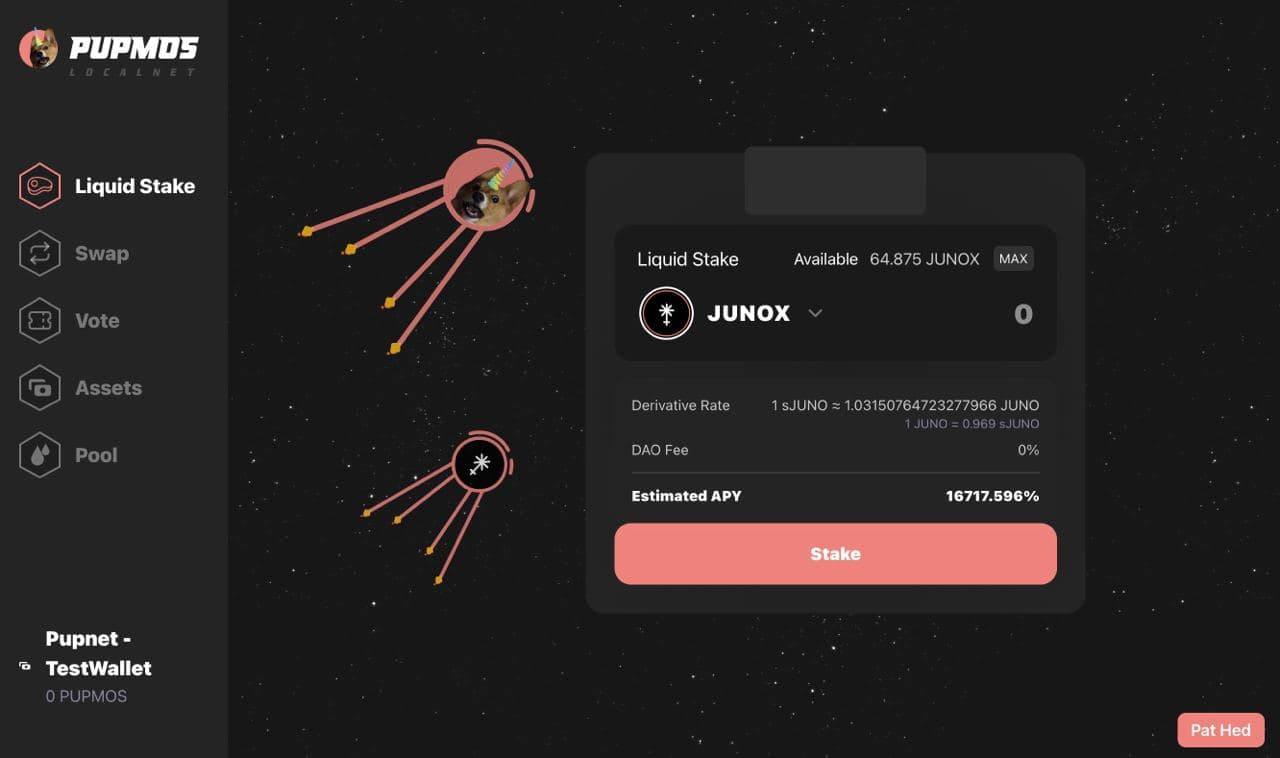 PUPMOS
LOCALNET
Liquid Stake
Swap
Vote
Assets
Pool
Pupnet -
TestWallet
0 PUPMOS
Liquid Stake Available 64.875 JUNOX MAX
JUNOX 0
Derivative Rate 1 sJUNO ≈ 1.03150764723277966 JUNO
1 JUNO = 0.969 sJUNO
DAO Fee 0%
Estimated APY 16717.596%
Stake
Pat Hed